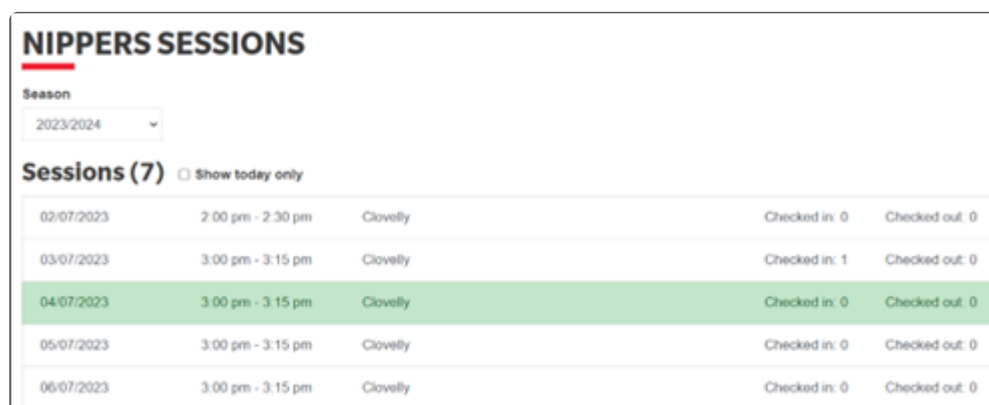 NIPPERS SESSIONS
Season
2023/2024
Sessions (7) Show today only
02/07/2023 2:00 pm - 2:30 pm Clovelly Checked in: 0 Checked out: 0
03/07/2023 3:00 pm - 3:15 pm Clovelly Checked in: 1 Checked out: 0
04/07/2023 3:00 pm - 3:15 pm Clovelly Checked in: 0 Checked out: 0
05/07/2023 3:00 pm - 3:15 pm Clovelly Checked in: 0 Checked out: 0
06/07/2023 3:00 pm - 3:15 pm Clovelly Checked in: 0 Checked out: 0